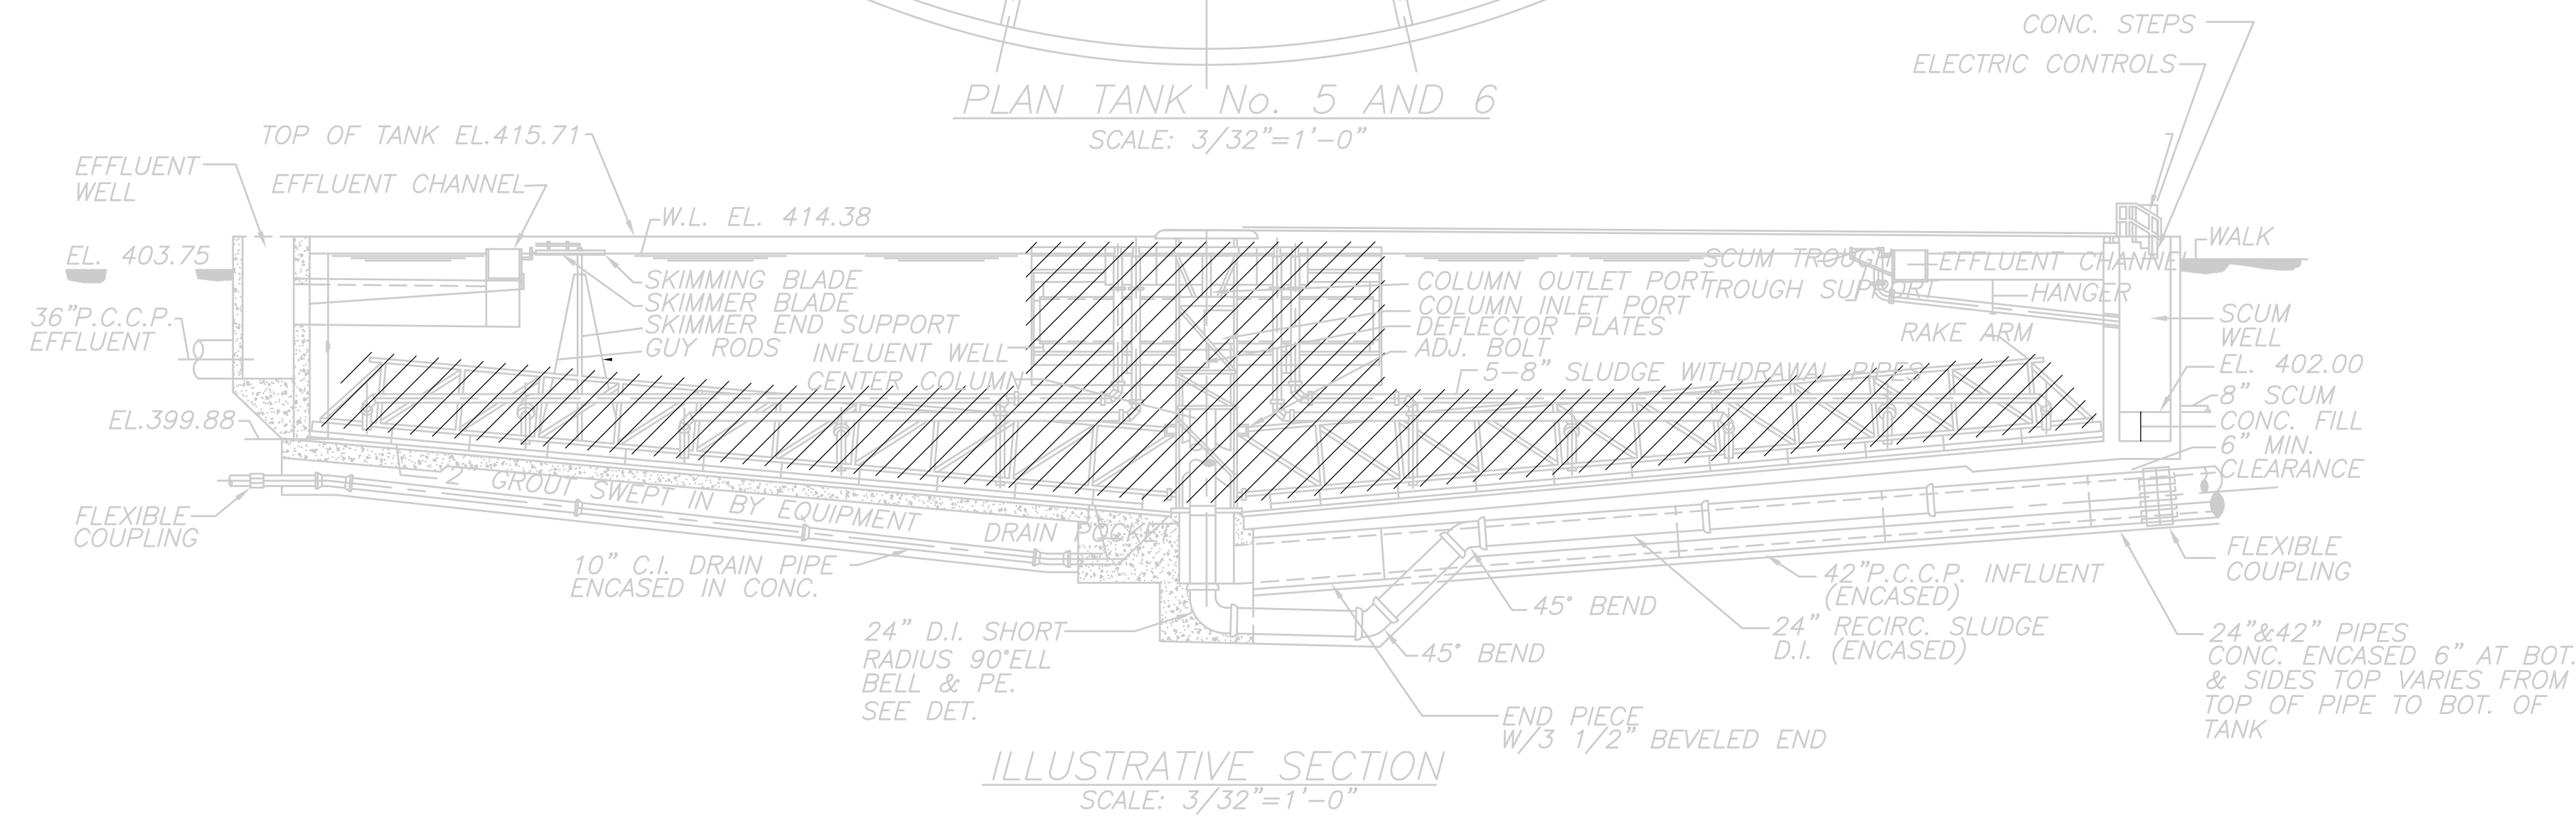 CONC. STEPS
ELECTRIC CONTROLS
PLAN TANK No. 5 AND 6
SCALE: 3/32"=1'-0"
TOP OF TANK EL.415.71
EFFLUENT
WELL
EFFLUENT CHANNEL
W.L. EL. 414.38
EL. 403.75
WALK
SKIMMING BLADE
SKIMMER BLADE
SKIMMER END SUPPORT
GUY RODS
INFLUENT WELL
CENTER COLUMN
COLUMN OUTLET PORT
COLUMN INLET PORT
DEFLECTOR PLATES
ADJ. BOLT
5-8" SLUDGE WITHDRAWAL PIPES
SCUM TROUGH
TROUGH SUPPORT
EFFLUENT CHANNEL
HANGER
RAKE ARM
SCUM
WELL
EL. 402.00
8" SCUM
CONC. FILL
6" MIN.
CLEARANCE
36"P.C.C.P.
EFFLUENT
EL.399.88
2" GROUT SWEPT IN BY EQUIPMENT
FLEXIBLE
COUPLING
DRAIN POCKET
10" C.I. DRAIN PIPE
ENCASED IN CONC.
FLEXIBLE
COUPLING
42"P.C.C.P. INFLUENT
(ENCASED)
45° BEND
24" RECIRC. SLUDGE
D.I. (ENCASED)
45° BEND
24" D.I. SHORT
RADIUS 90°ELL
BELL & PE.
SEE DET.
24"&42" PIPES
CONC. ENCASED 6" AT BOT.
& SIDES TOP VARIES FROM
TOP OF PIPE TO BOT. OF
TANK
END PIECE
W/3 1/2" BEVELED END
ILLUSTRATIVE SECTION
SCALE: 3/32"=1'-0"